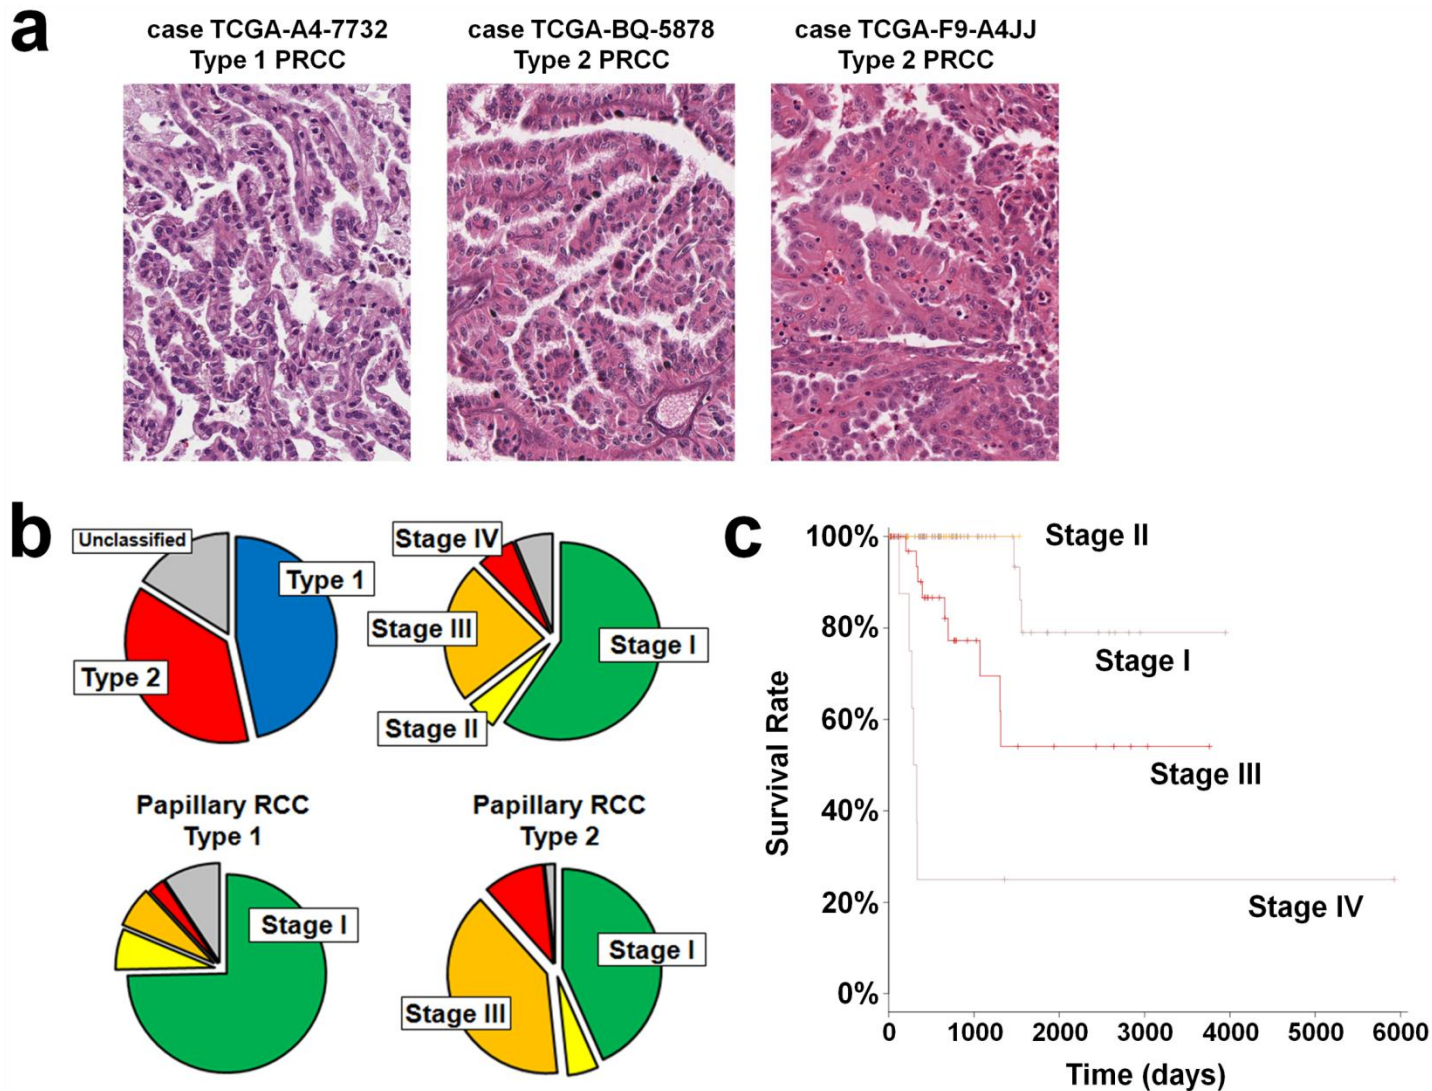 a
case TCGA-A4-7732
Type 1 PRCC
case TCGA-BQ-5878
Type 2 PRCC
case TCGA-F9-A4JJ
Type 2 PRCC
b
Unclassified
Type 1
Type 2
Stage IV
Stage III
Stage I
Stage II
Papillary RCC
Type 1
Stage I
Papillary RCC
Type 2
Stage I
Stage III
c
Survival Rate
100%
80%
60%
40%
20%
0%
Stage II
Stage I
Stage III
Stage IV
0
1000
2000
3000
4000
5000
6000
Time (days)